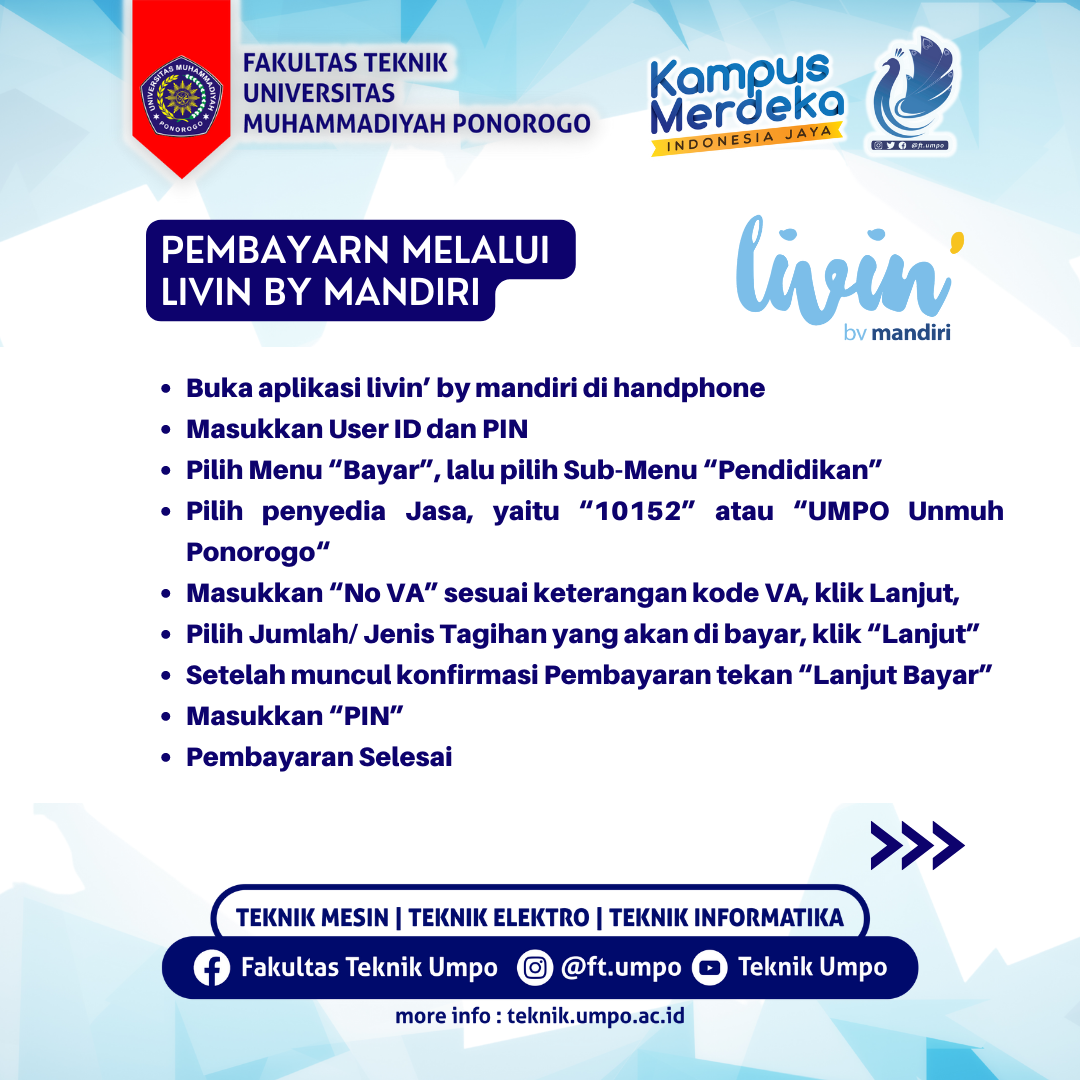 UNIVERSITAS MUHAMMADIYAH
PONOROGO
FAKULTAS TEKNIK
UNIVERSITAS
MUHAMMADIYAH PONOROGO
Kampus
Merdeka
INDONESIA JAYA
@ft.umpo
PEMBAYARN MELALUI
LIVIN BY MANDIRI
livin'
by mandiri
• Buka aplikasi livin’ by mandiri di handphone
• Masukkan User ID dan PIN
• Pilih Menu “Bayar”, lalu pilih Sub-Menu “Pendidikan”
• Pilih penyedia Jasa, yaitu “10152” atau “UMPO Unmuh
Ponorogo“
• Masukkan “No VA” sesuai keterangan kode VA, klik Lanjut,
• Pilih Jumlah/ Jenis Tagihan yang akan di bayar, klik “Lanjut”
• Setelah muncul konfirmasi Pembayaran tekan “Lanjut Bayar”
• Masukkan “PIN”
• Pembayaran Selesai
TEKNIK MESIN | TEKNIK ELEKTRO | TEKNIK INFORMATIKA
Fakultas Teknik Umpo @ft.umpo Teknik Umpo
more info : teknik.umpo.ac.id